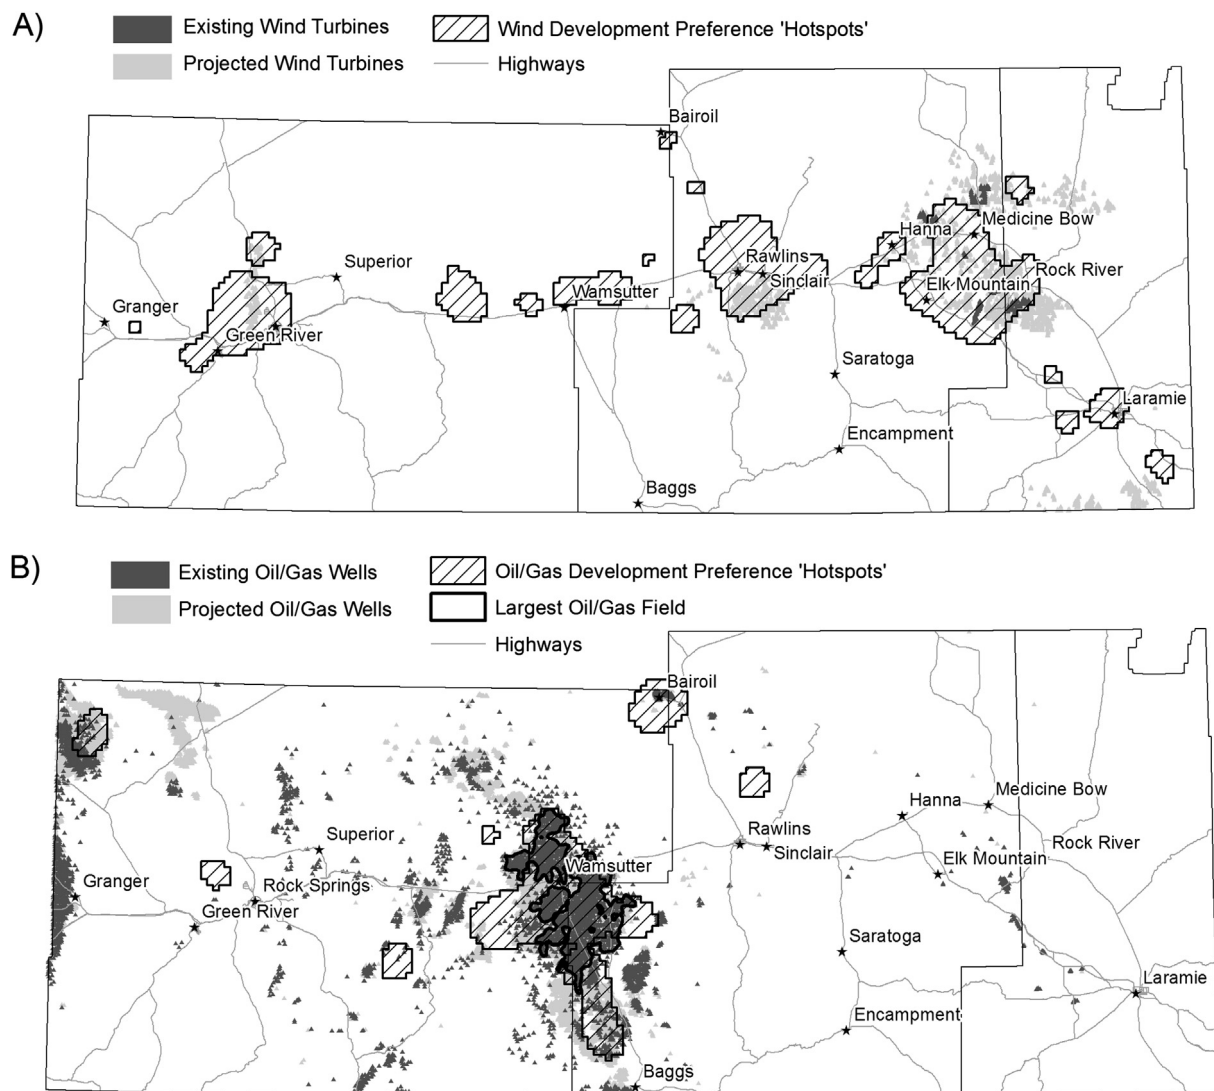 A)
Existing Wind Turbines
Wind Development Preference 'Hotspots'
Projected Wind Turbines
Highways
Bairoil
Medicine Bow
Hanna
Rawlins
Superior
Rock River
Sinclair
Elk Mountain
Wamsutter
Granger
Green River
Saratoga
Laramie
Encampment
Baggs
B)
Existing Oil/Gas Wells
Oil/Gas Development Preference 'Hotspots'
Projected Oil/Gas Wells
Largest Oil/Gas Field
Highways
Bairoil
Medicine Bow
Hanna
Rawlins
Superior
Rock River
Sinclair
Elk Mountain
Wamsutter
Granger
Rock Springs
Green River
Saratoga
Laramie
Encampment
Baggs